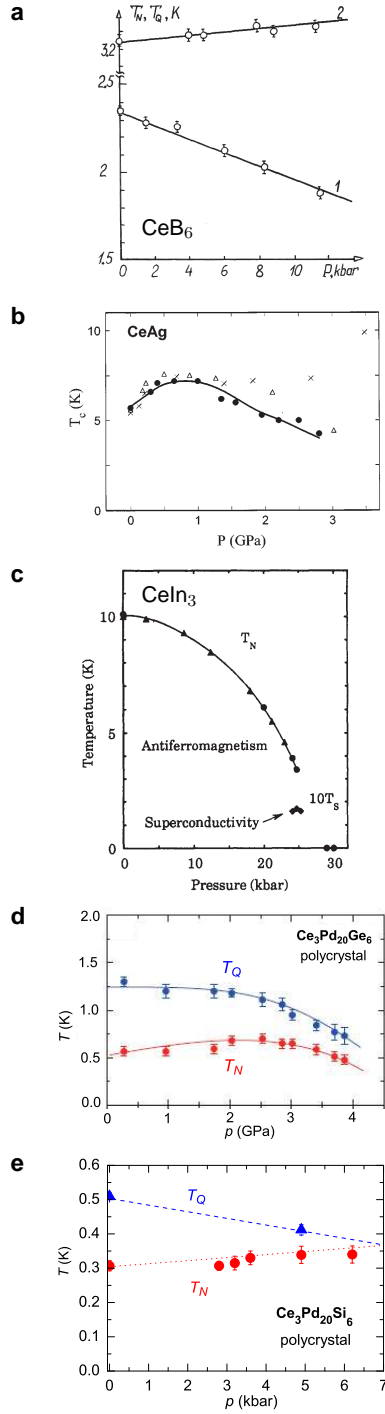 a
T_N, T_Q, K
3,2
2,5
2
1,5
2
1
CeB₆
0 2 4 6 8 10 P, kbar
b
CeAg
10
5
0
T_c (K)
0 1 2 3
P (GPa)
c
CeIn₃
T_N
10
5
0
Temperature (K)
Antiferromagnetism
10T_S
Superconductivity
0 10 20 30
Pressure (kbar)
d
2.0
1.5
1.0
0.5
0.0
T (K)
Ce₃Pd₂₀Ge₆
polycrystal
T_Q
T_N
0 1 2 3 4
p (GPa)
e
0.6
0.5
0.4
0.3
0.2
0.1
0.0
T (K)
T_Q
T_N
Ce₃Pd₂₀Si₆
polycrystal
0 1 2 3 4 5 6 7
p (kbar)